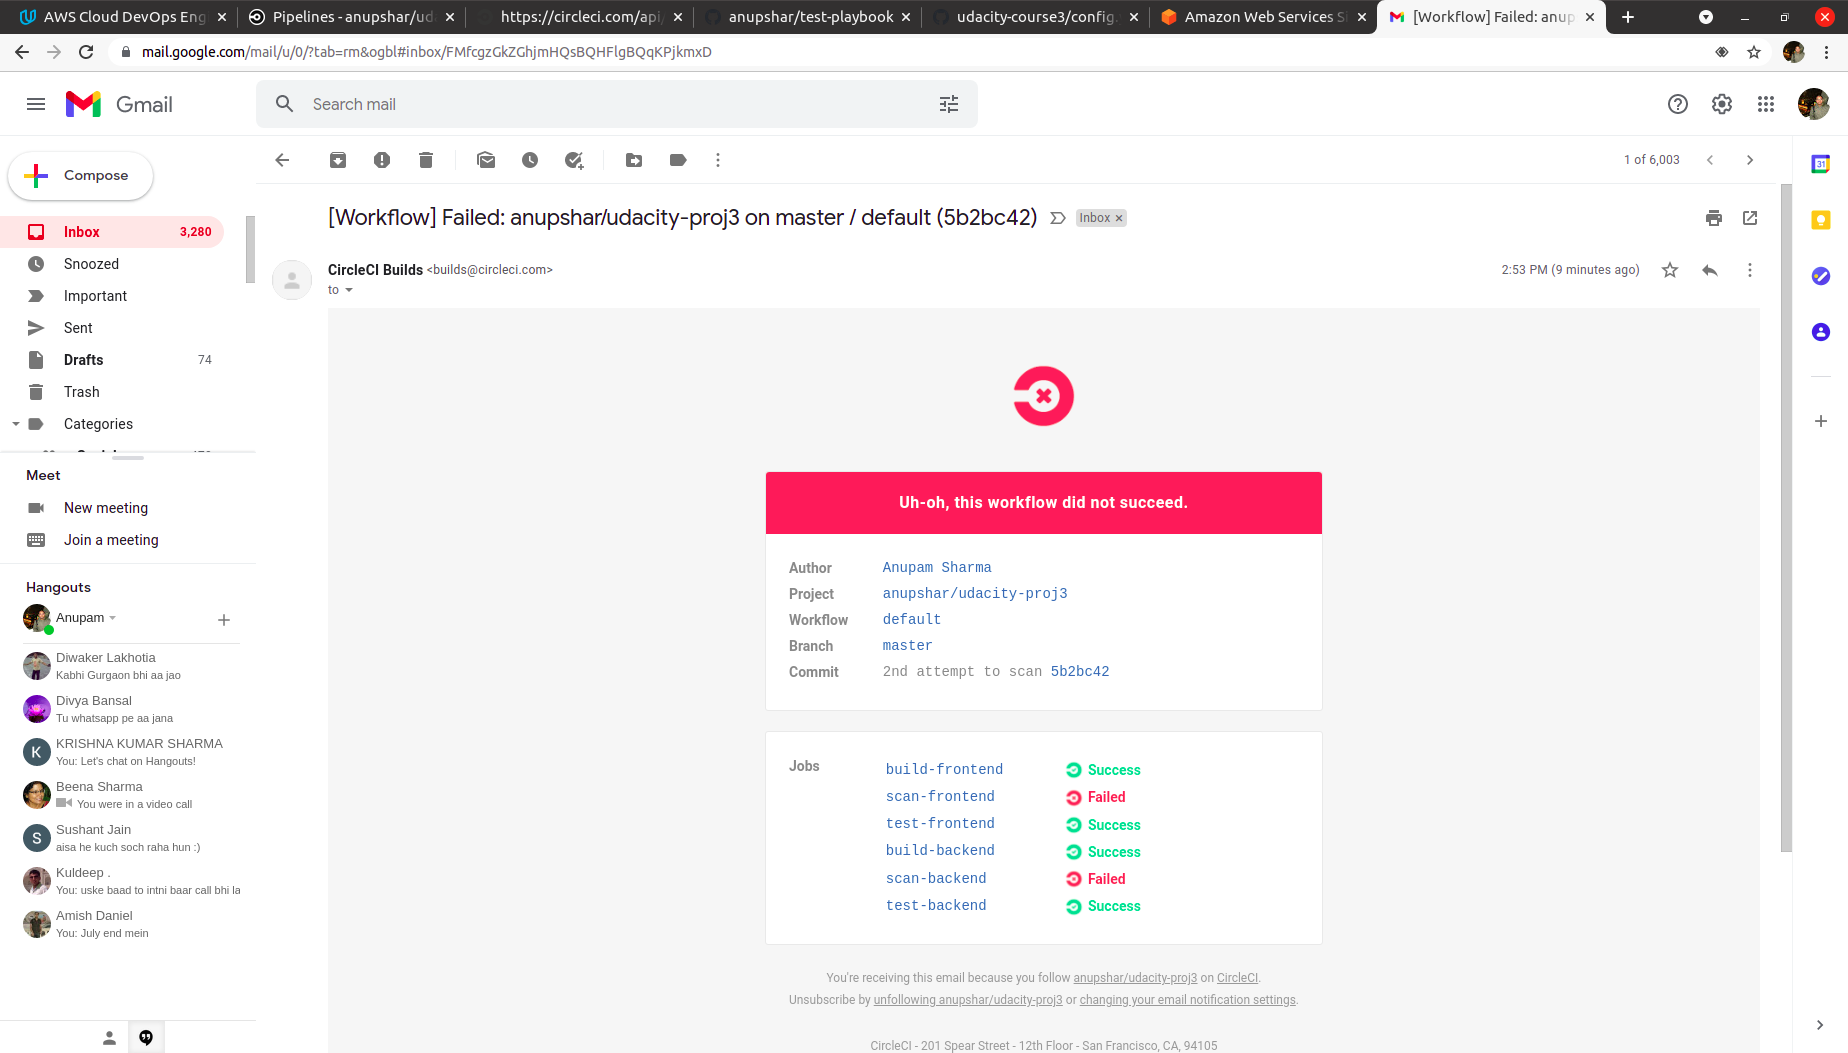 AWS Cloud DevOps Eng
Pipelines - anupshar/uda
https://circleci.com/api/
anupshar/test-playbook
udacity-course3/config.
Amazon Web Services Si
[Workflow] Failed: anup
mail.google.com/mail/u/0/?tab=rm&ogbl#inbox/FMfcgzGkZGhjmHQsBQHFlgBQqKPjkmxD
Gmail
Search mail
Compose
1 of 6,003
31
Inbox 3,280
Snoozed
Important
Sent
Drafts 74
Trash
Categories
Meet
New meeting
Join a meeting
Hangouts
Anupam
Diwaker Lakhotia
Kabhi Gurgaon bhi aa jao
Divya Bansal
Tu whatsapp pe aa jana
K
KRISHNA KUMAR SHARMA
You: Let's chat on Hangouts!
Beena Sharma
You were in a video call
S
Sushant Jain
aisa he kuch soch raha hun :)
Kuldeep .
You: uske baad to intni baar call bhi la
Amish Daniel
You: July end mein
[Workflow] Failed: anupshar/udacity-proj3 on master / default (5b2bc42)
Inbox ×
CircleCI Builds <builds@circleci.com>
2:53 PM (9 minutes ago)
to
Uh-oh, this workflow did not succeed.
Author Anupam Sharma
Project anupshar/udacity-proj3
Workflow default
Branch master
Commit 2nd attempt to scan 5b2bc42
Jobs
build-frontend Success
scan-frontend Failed
test-frontend Success
build-backend Success
scan-backend Failed
test-backend Success
You're receiving this email because you follow anupshar/udacity-proj3 on CircleCI.
Unsubscribe by unfollowing anupshar/udacity-proj3 or changing your email notification settings.
CircleCI - 201 Spear Street - 12th Floor - San Francisco, CA, 94105